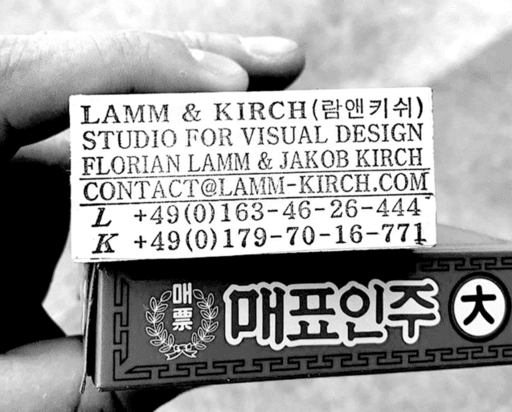 LAMM & KIRCH(람앤키쉬)
STUDIO FOR VISUAL DESIGN
FLORIAN LAMM & JAKOB KIRCH
CONTACT@LAMM-KIRCH.COM
L +49(0)163-46-26-444
K +49(0)179-70-16-771
매票
매표인주 大